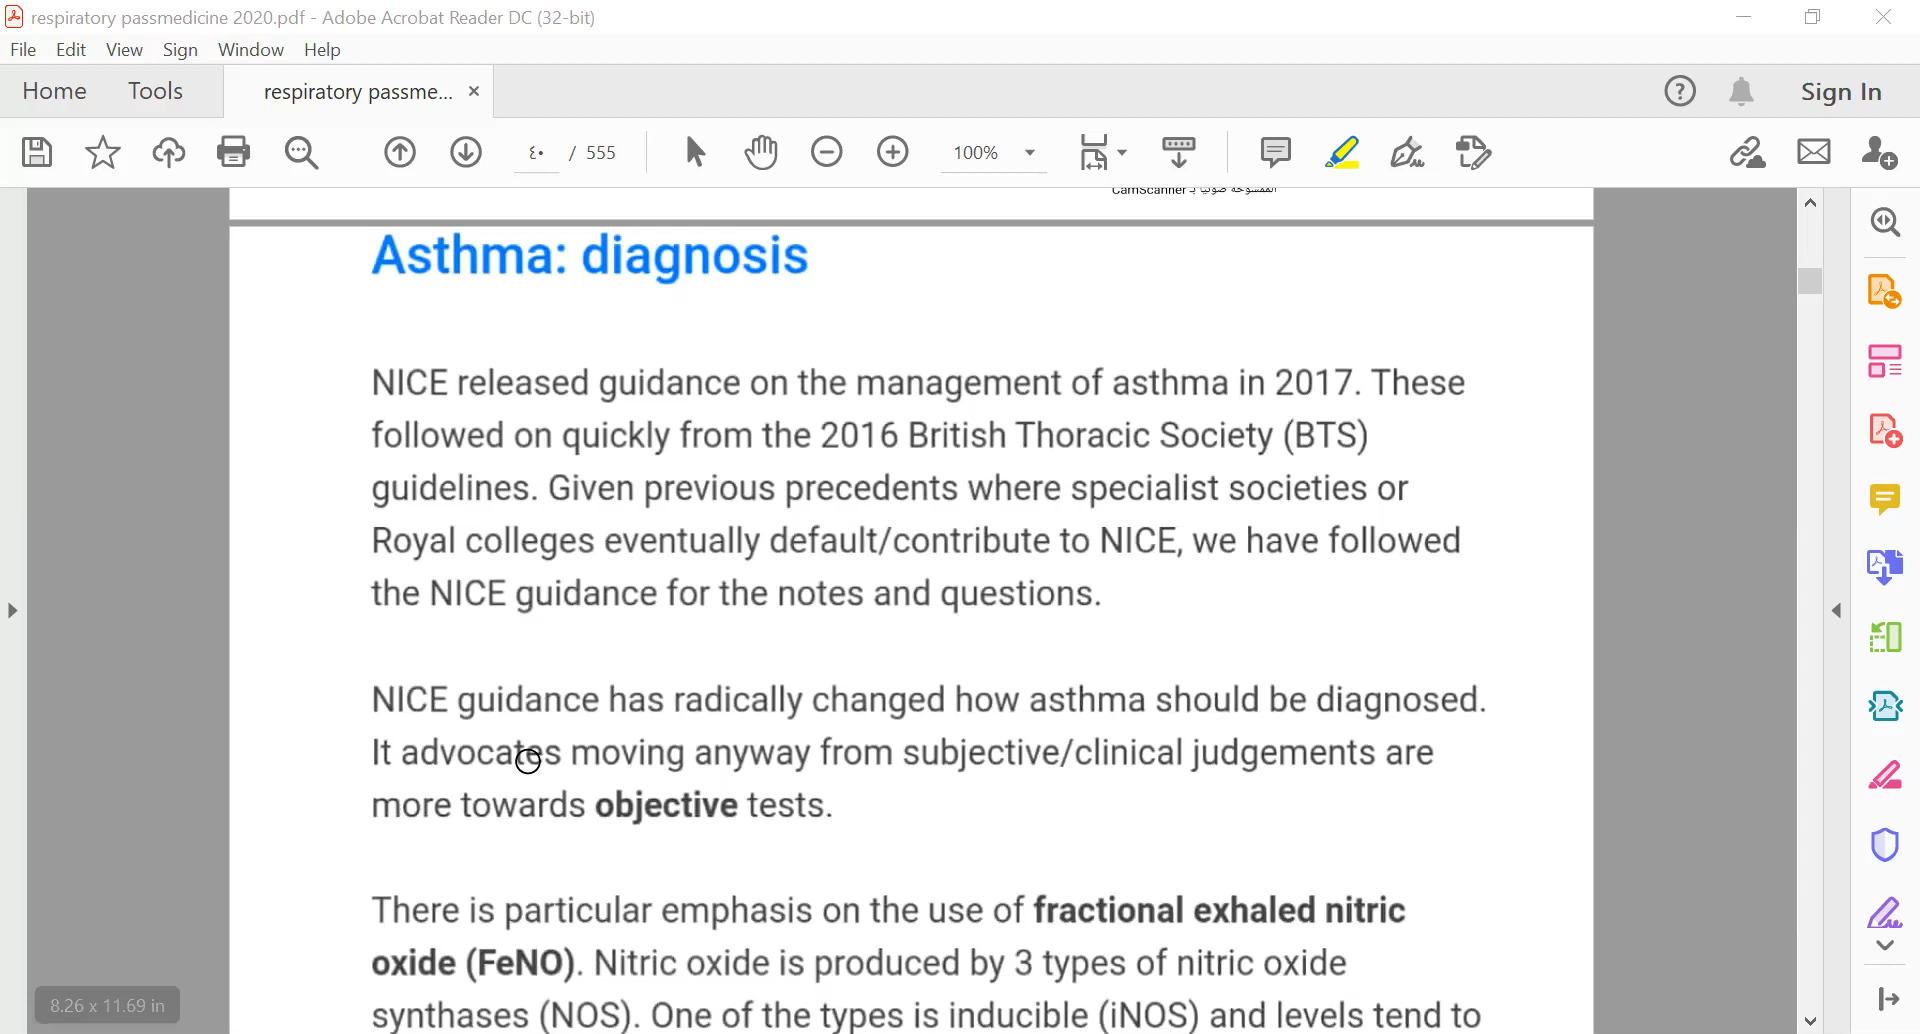 respiratory passmedicine 2020.pdf - Adobe Acrobat Reader DC (32-bit)
File Edit View Sign Window Help
Home Tools respiratory passme... × Sign In
٤٠ / 555 100%
الممسوحة ضوئيا بـ CamScanner
Asthma: diagnosis
NICE released guidance on the management of asthma in 2017. These
followed on quickly from the 2016 British Thoracic Society (BTS)
guidelines. Given previous precedents where specialist societies or
Royal colleges eventually default/contribute to NICE, we have followed
the NICE guidance for the notes and questions.
NICE guidance has radically changed how asthma should be diagnosed.
It advocates moving anyway from subjective/clinical judgements are
more towards objective tests.
There is particular emphasis on the use of fractional exhaled nitric
oxide (FeNO). Nitric oxide is produced by 3 types of nitric oxide
synthases (NOS). One of the types is inducible (iNOS) and levels tend to
8.26 x 11.69 in